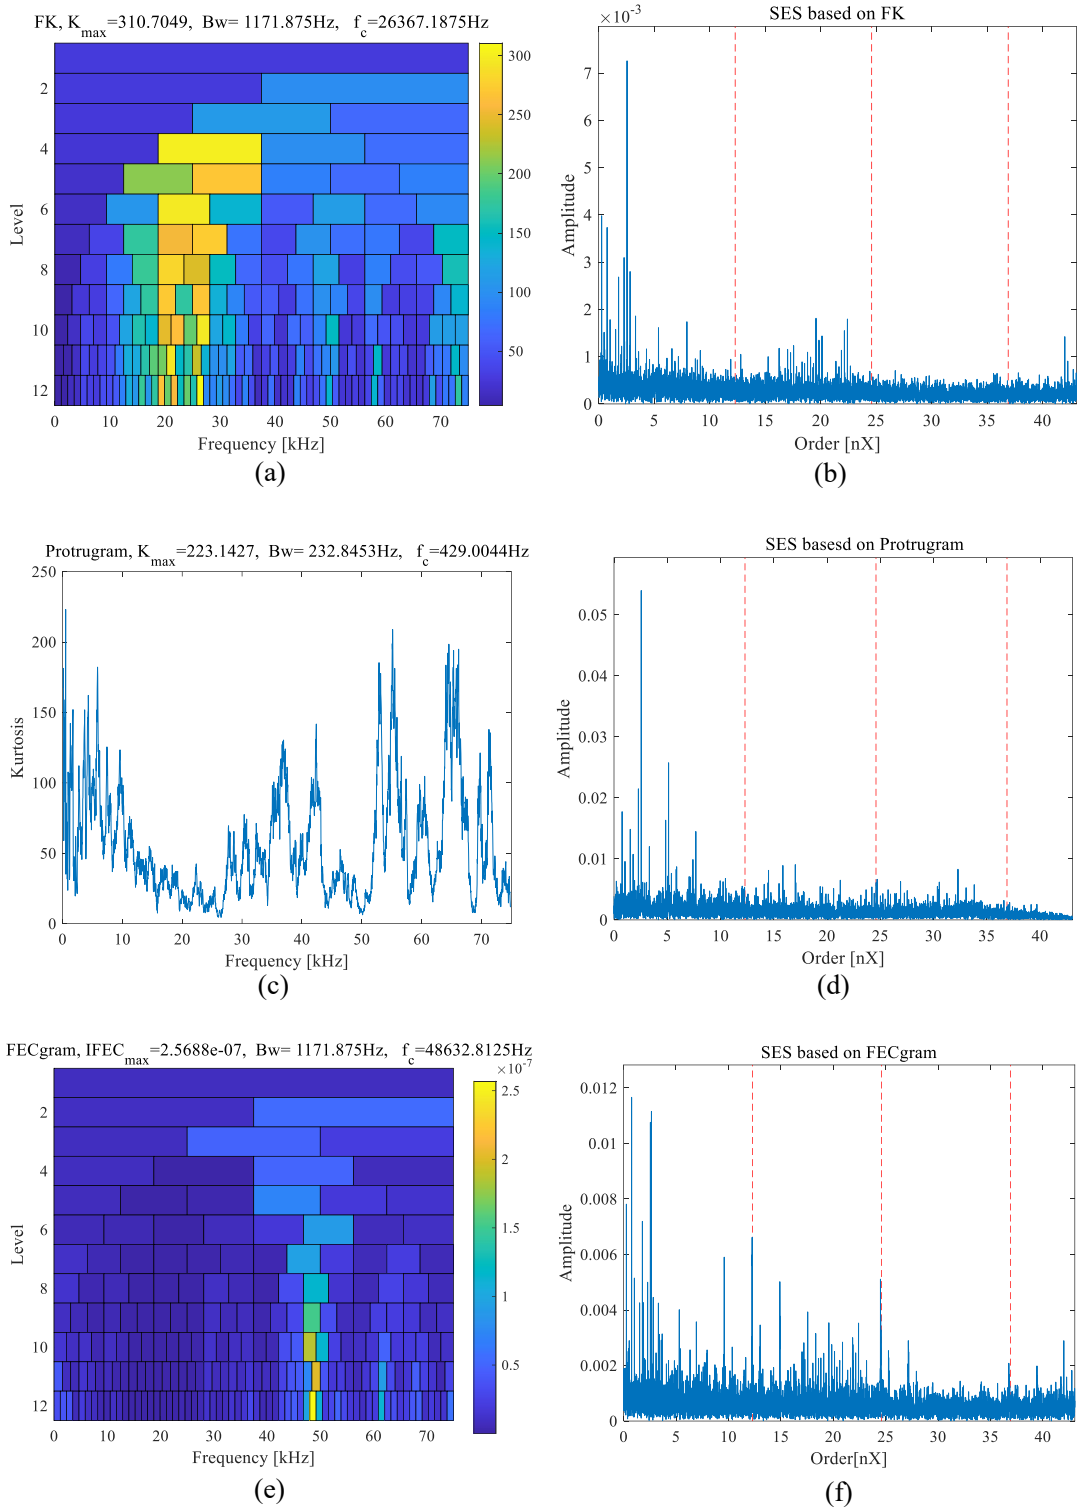 FK, K_max=310.7049, Bw= 1171.875Hz, f_c=26367.1875Hz
2
4
6
8
10
12
Level
0 10 20 30 40 50 60 70
Frequency [kHz]
300
250
200
150
100
50
(a)
SES based on FK
×10^-3
7
6
5
4
3
2
1
0
Amplitude
0 5 10 15 20 25 30 35 40
Order [nX]
(b)
Protrugram, K_max=223.1427, Bw= 232.8453Hz, f_c=429.0044Hz
250
200
150
100
50
0
Kurtosis
0 10 20 30 40 50 60 70
Frequency [kHz]
(c)
SES basesd on Protrugram
0.05
0.04
0.03
0.02
0.01
0
Amplitude
0 5 10 15 20 25 30 35 40
Order [nX]
(d)
FECgram, IFEC_max=2.5688e-07, Bw= 1171.875Hz, f_c=48632.8125Hz
×10^-7
2
4
6
8
10
12
Level
0 10 20 30 40 50 60 70
Frequency [kHz]
2.5
2
1.5
1
0.5
(e)
SES based on FECgram
0.012
0.01
0.008
0.006
0.004
0.002
0
Amplitude
0 5 10 15 20 25 30 35 40
Order[nX]
(f)